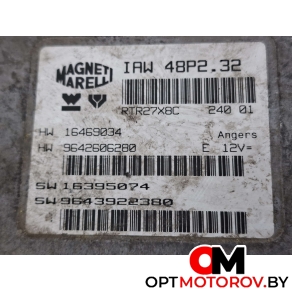 MAGNETI MARELLI
IAW 48P2.32
RTR27X8C 240 01
HW 16469034 Angers
HW 9642606280 E 12V=
SW 16395074
SW 9643922380
OPTMOTOROV.BY